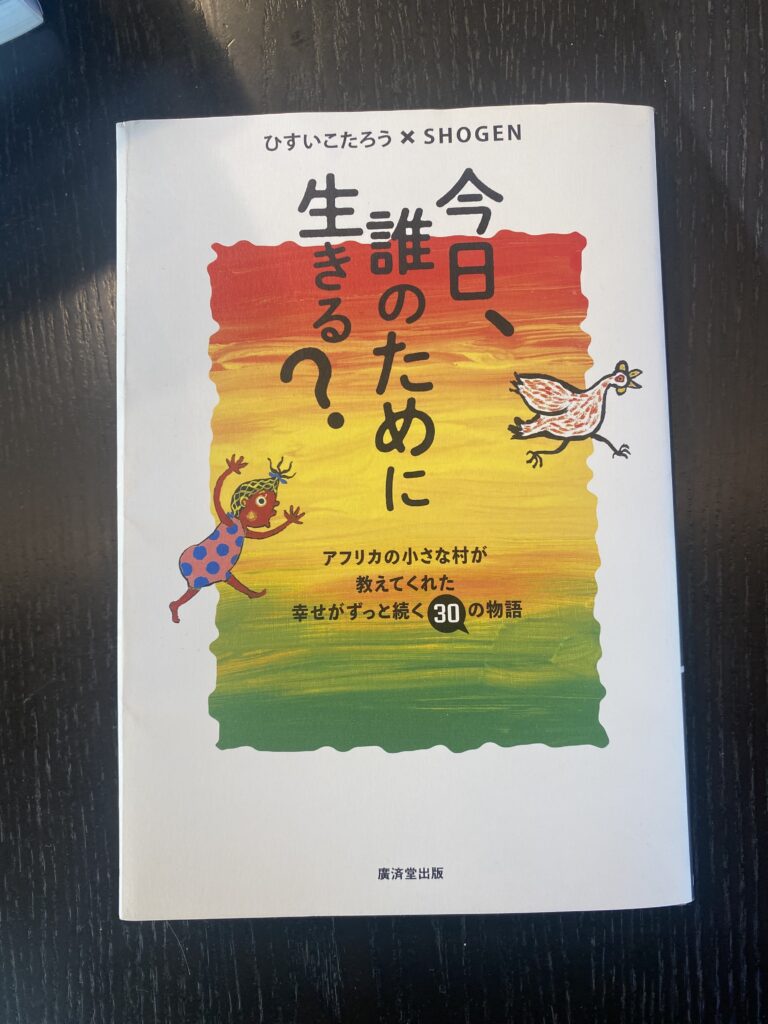 ひすいこたろう × SHOGEN
今日、
誰のために
生きる？
アフリカの小さな村が
教えてくれた
幸せがずっと続く30の物語
廣済堂出版